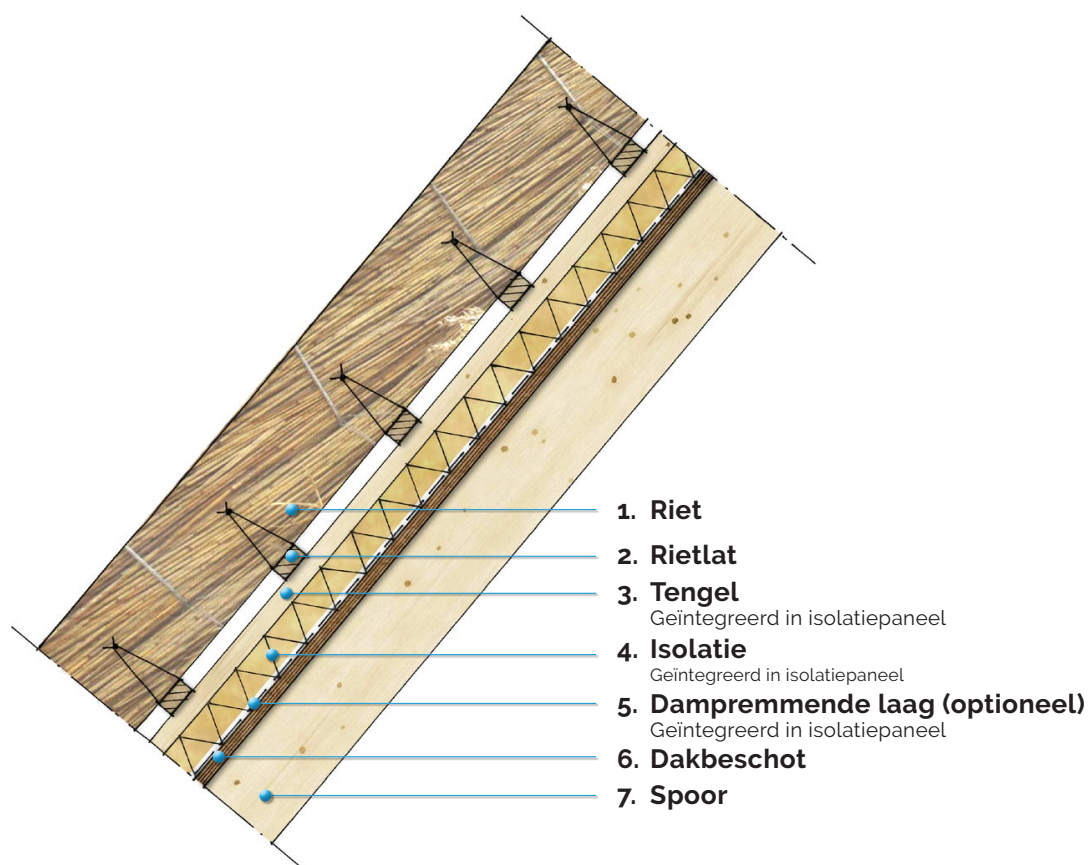 1. Riet
2. Rietlat
3. Tengel
Geïntegreerd in isolatiepaneel
4. Isolatie
Geïntegreerd in isolatiepaneel
5. Dampremmende laag (optioneel)
Geïntegreerd in isolatiepaneel
6. Dakbeschot
7. Spoor